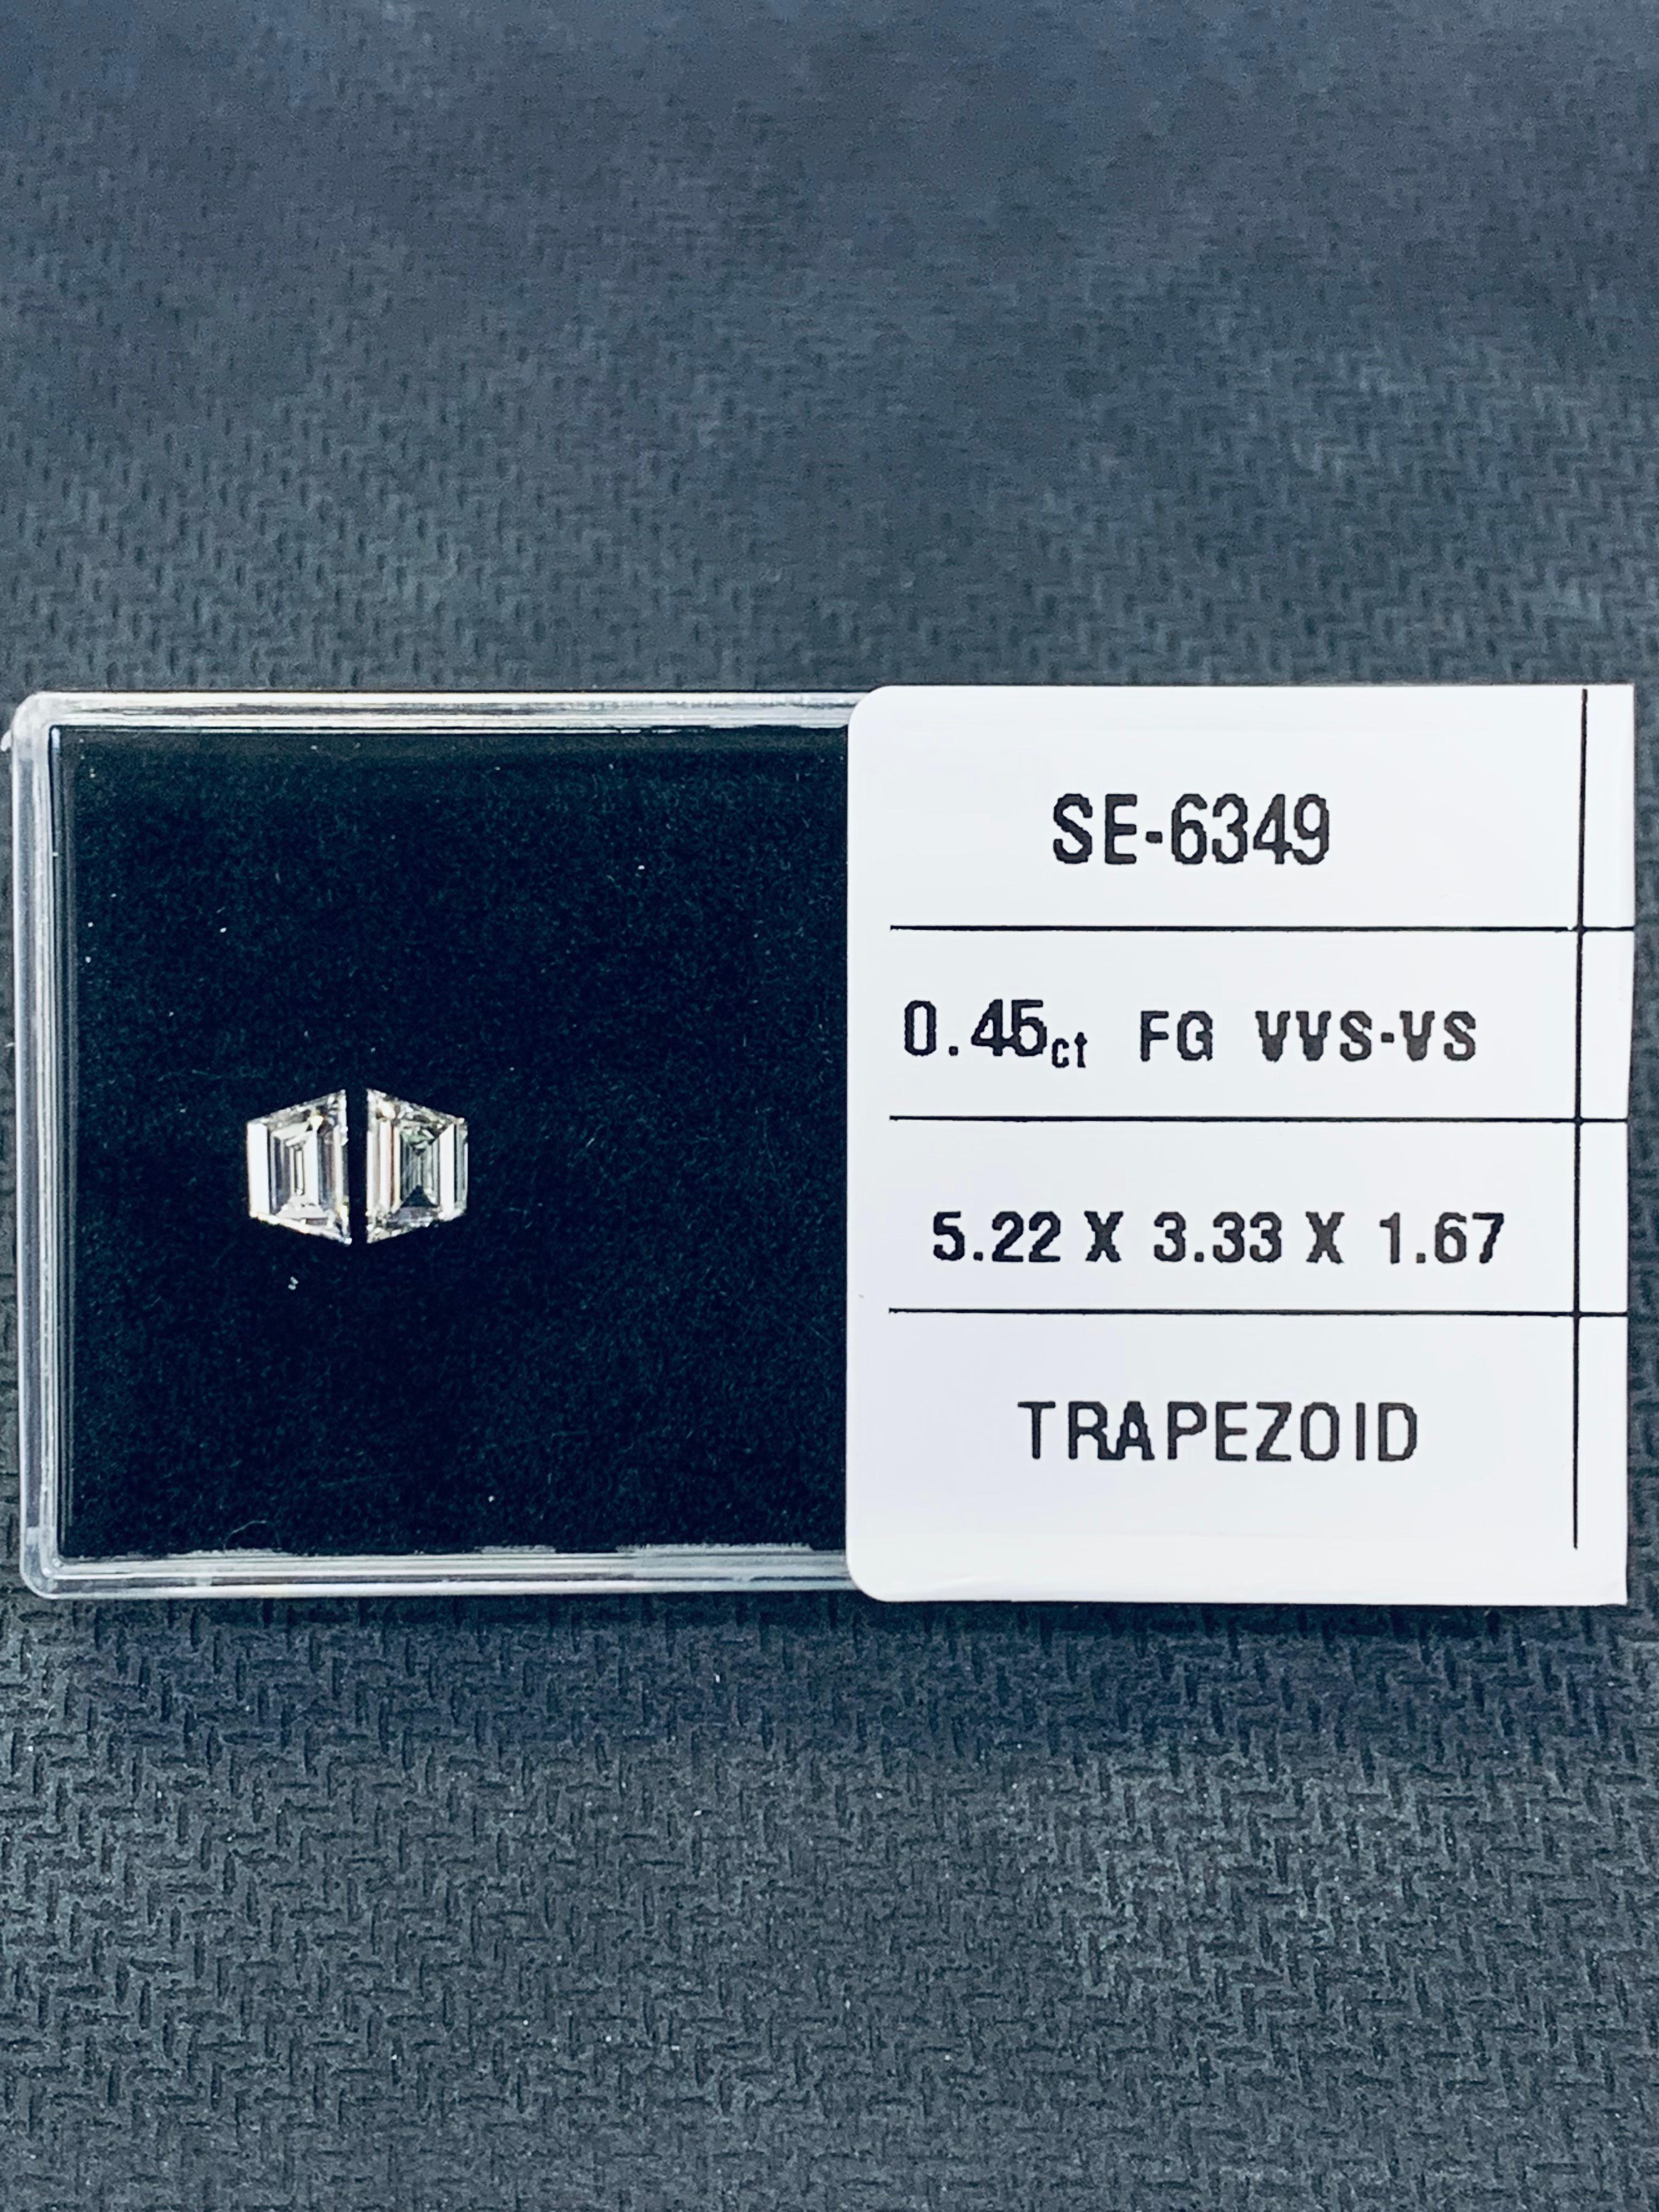 SE-6349
0.45ct FG VVS-VS
5.22 X 3.33 X 1.67
TRAPEZOID